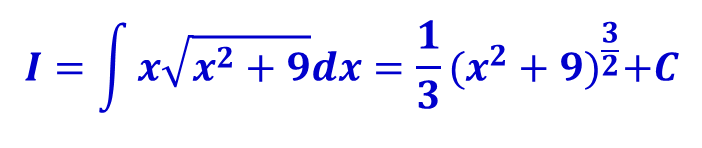 I = ∫ x√(x² + 9) dx = 1/3 (x² + 9)^(3/2) + C